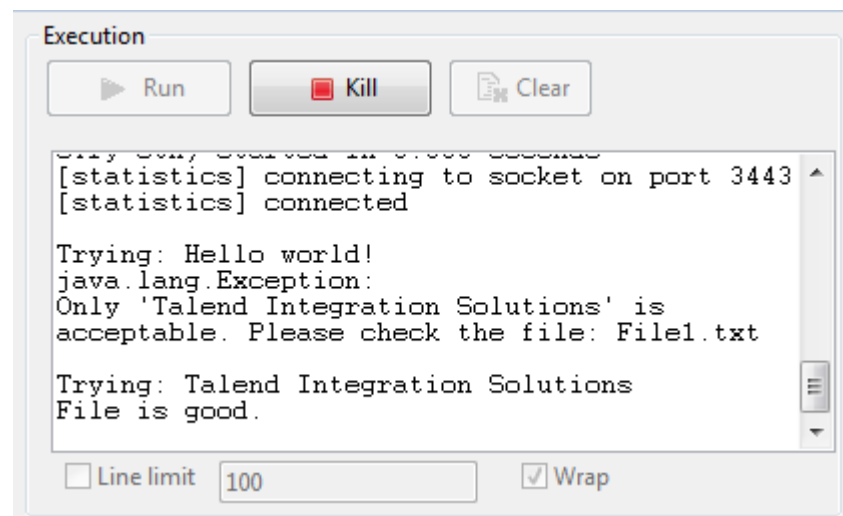 Execution
Run Kill Clear
[statistics] connecting to socket on port 3443
[statistics] connected
Trying: Hello world!
java.lang.Exception:
Only 'Talend Integration Solutions' is
acceptable. Please check the file: File1.txt
Trying: Talend Integration Solutions
File is good.
Line limit 100 Wrap